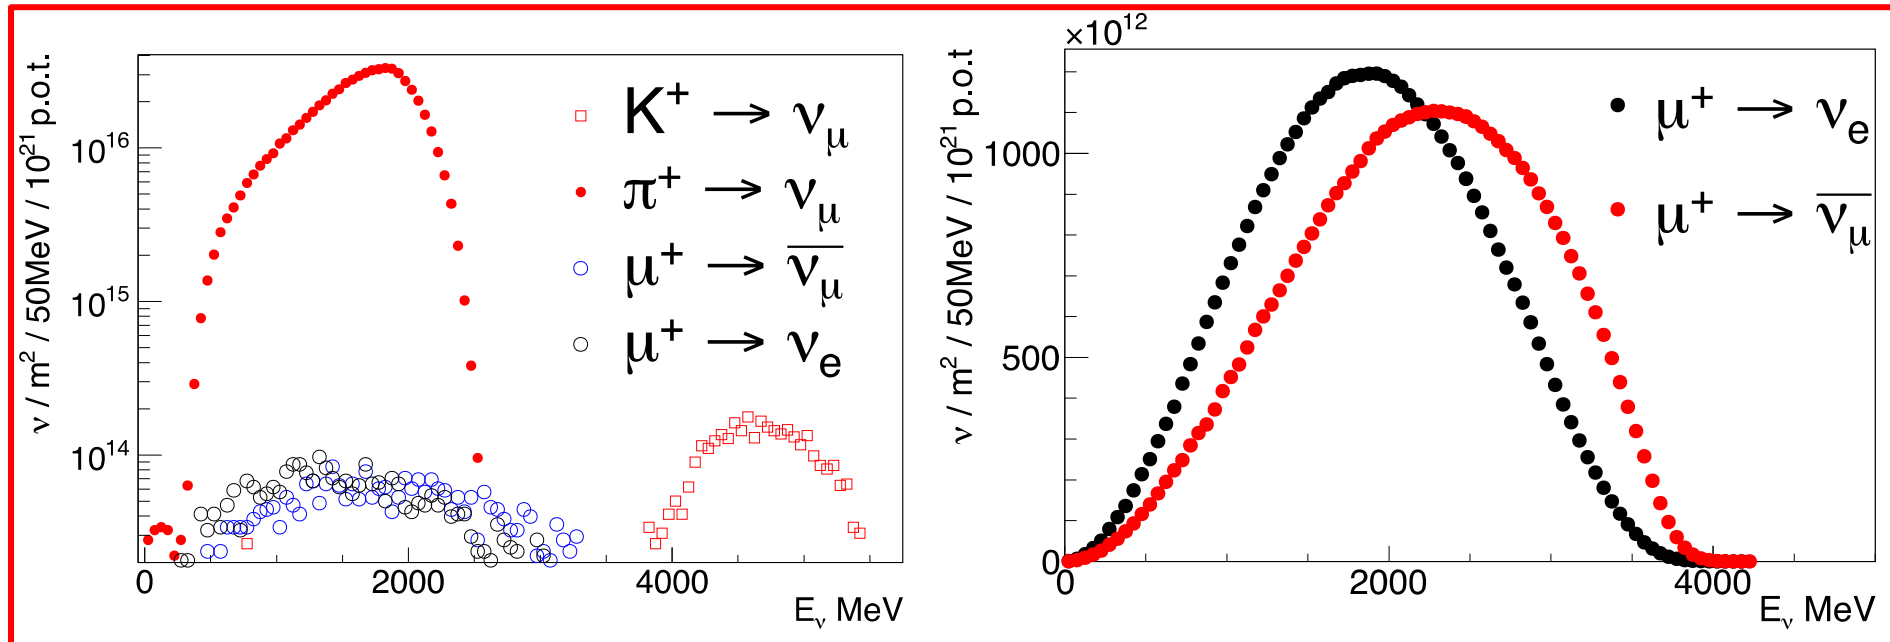 ν / m² / 50MeV / 10²¹ p.o.t.
10¹⁶
10¹⁵
10¹⁴
K⁺ → ν_μ
π⁺ → ν_μ
μ⁺ → ν̅_μ
μ⁺ → ν_e
0 2000 4000
E_ν MeV
×10¹²
ν / m² / 50MeV / 10²¹ p.o.t
1000
500
0
μ⁺ → ν_e
μ⁺ → ν̅_μ
0 2000 4000
E_ν MeV